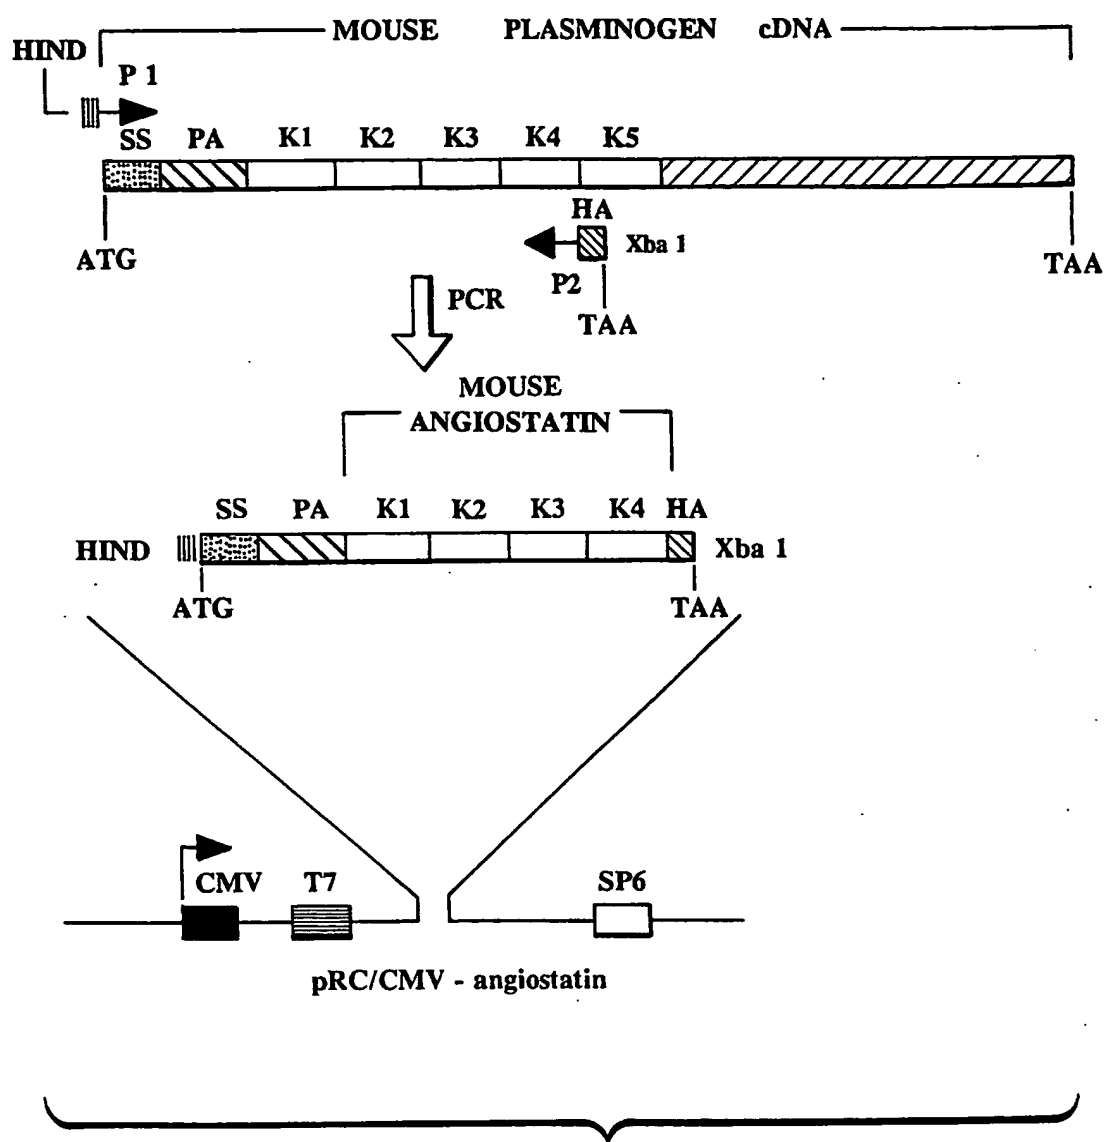 MOUSE PLASMINOGEN cDNA
HIND
P 1
SS PA K1 K2 K3 K4 K5
HA
Xba 1
ATG
P2
TAA
TAA
PCR
MOUSE
ANGIOSTATIN
SS PA K1 K2 K3 K4 HA
HIND
Xba 1
ATG
TAA
CMV T7 SP6
pRC/CMV - angiostatin